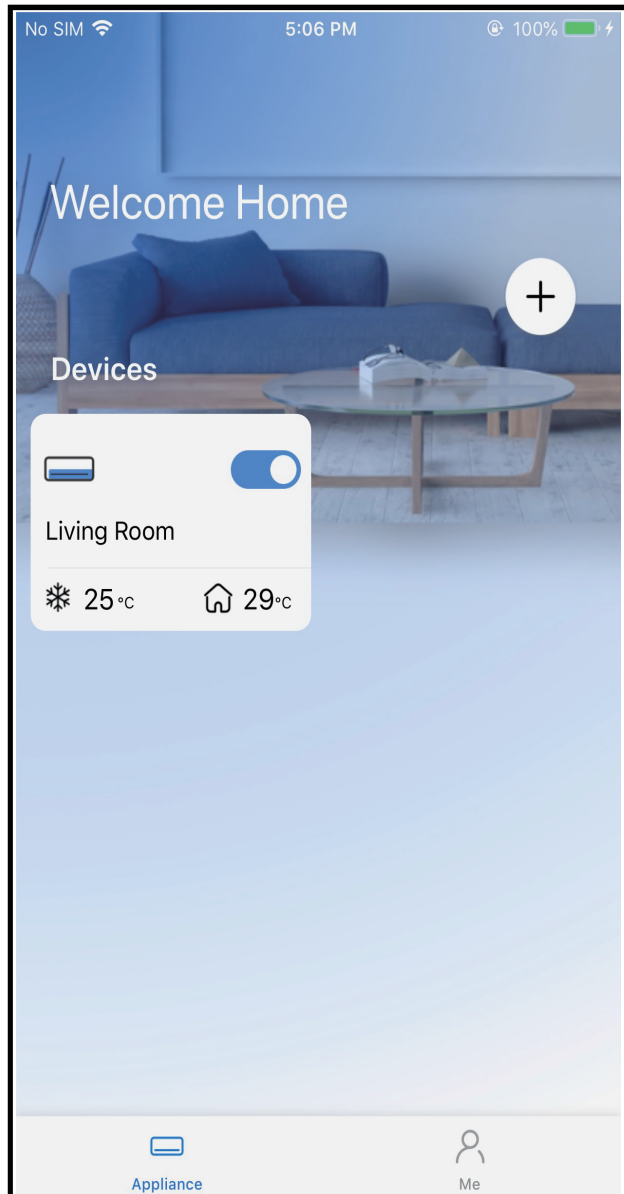 No SIM 5:06 PM 100%
Welcome Home
+
Devices
Living Room
25 °C 29 °C
Appliance Me